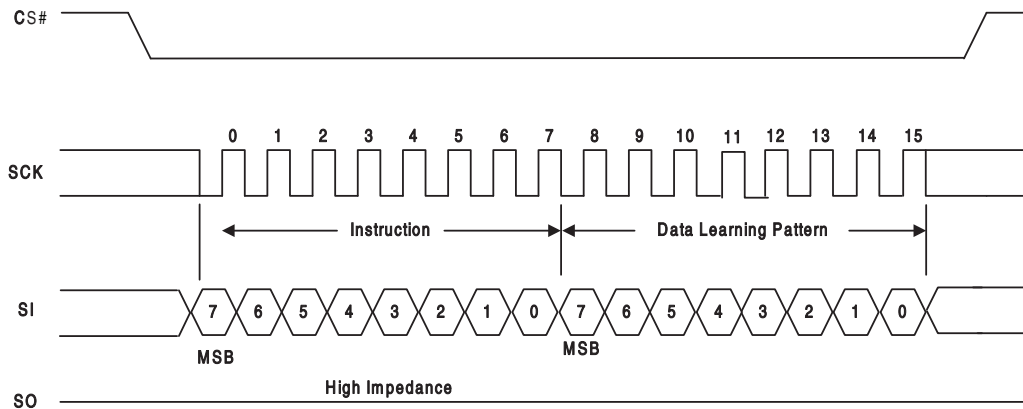 CS#
0 1 2 3 4 5 6 7 8 9 10 11 12 13 14 15
SCK
Instruction Data Learning Pattern
SI 7 6 5 4 3 2 1 0 7 6 5 4 3 2 1 0
MSB MSB
High Impedance
SO